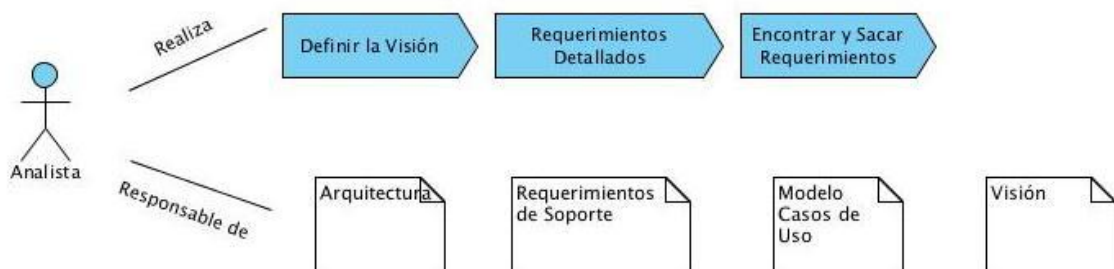 Realiza
Definir la Visión
Requerimientos
Detallados
Encontrar y Sacar
Requerimientos
Analista
Responsable de
Arquitectura
Requerimientos
de Soporte
Modelo
Casos de
Uso
Visión